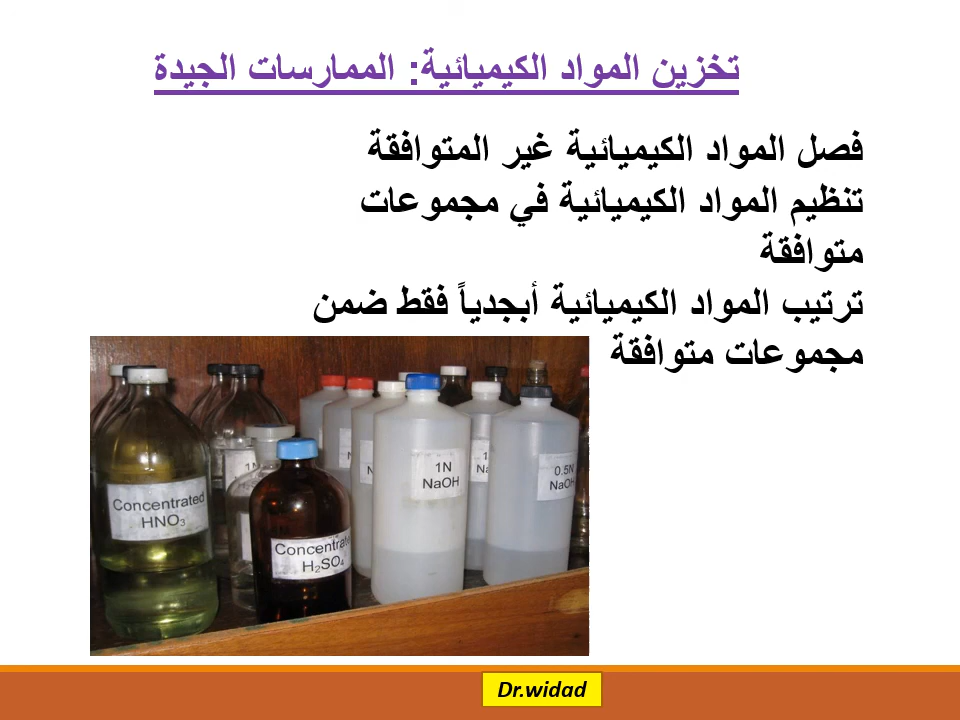 تخزين المواد الكيميائية: الممارسات الجيدة
فصل المواد الكيميائية غير المتوافقة
تنظيم المواد الكيميائية في مجموعات
متوافقة
ترتيب المواد الكيميائية أبجدياً فقط ضمن
مجموعات متوافقة
Concentrated
HNO₃
Concentrat
H₂SO₄
1N
NaOH
0.5N
NaOH
Dr.widad